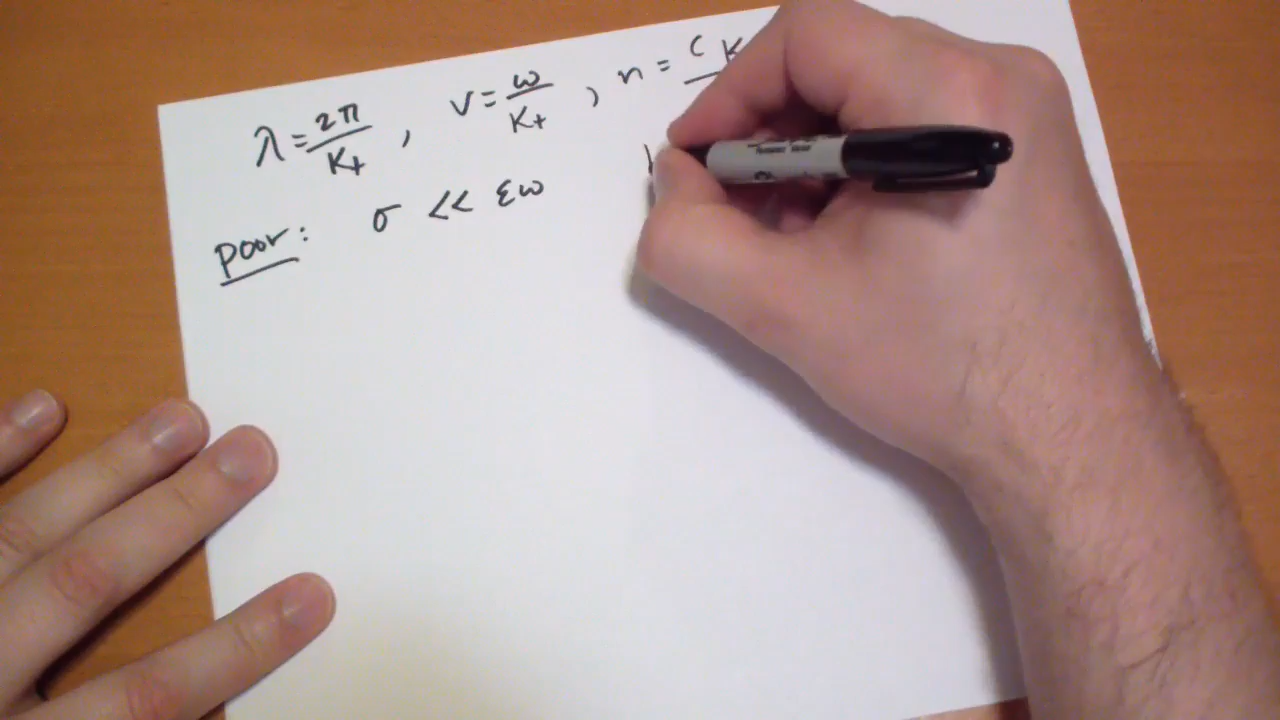 λ = 2π/K+ , v = ω/K+ , n = c K
poor: σ << εω